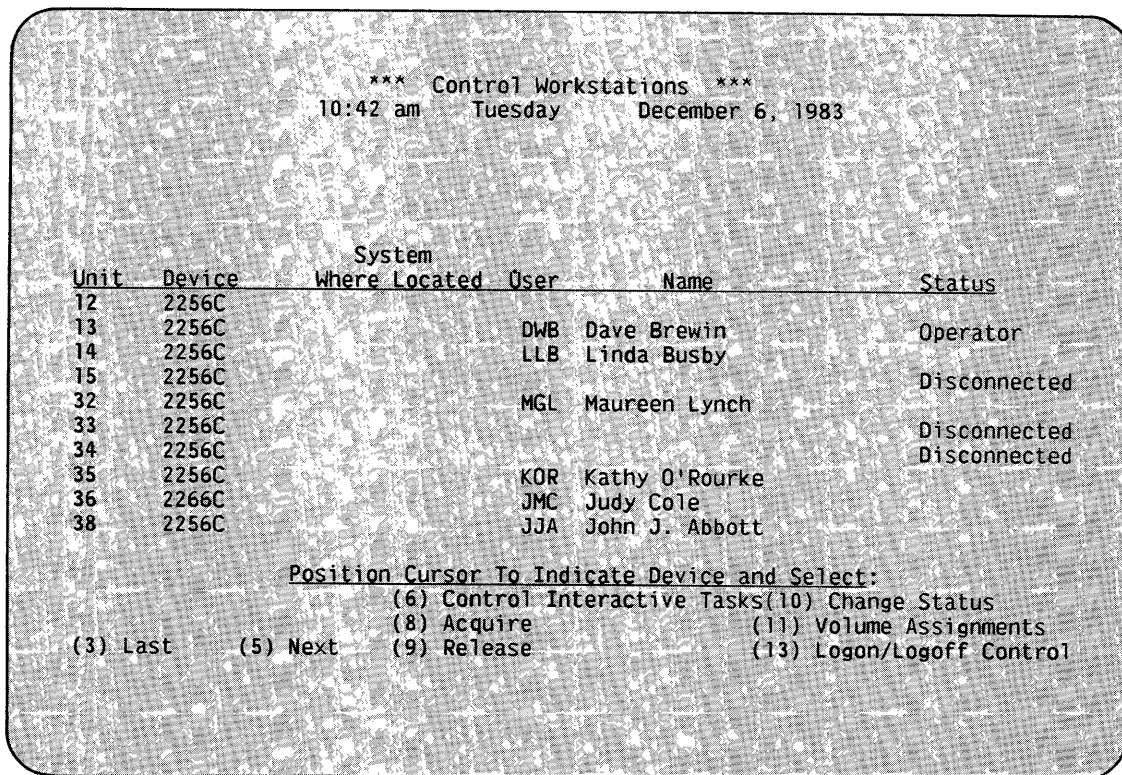 *** Control Workstations ***
10:42 am Tuesday December 6, 1983
System
Unit Device Where Located User Name Status
12 2256C
13 2256C DWB Dave Brewin Operator
14 2256C LLB Linda Busby
15 2256C Disconnected
32 2256C MGL Maureen Lynch
33 2256C Disconnected
34 2256C Disconnected
35 2256C KOR Kathy O'Rourke
36 2266C JMC Judy Cole
38 2256C JJA John J. Abbott
Position Cursor To Indicate Device and Select:
(6) Control Interactive Tasks(10) Change Status
(8) Acquire (11) Volume Assignments
(3) Last (5) Next (9) Release (13) Logon/Logoff Control